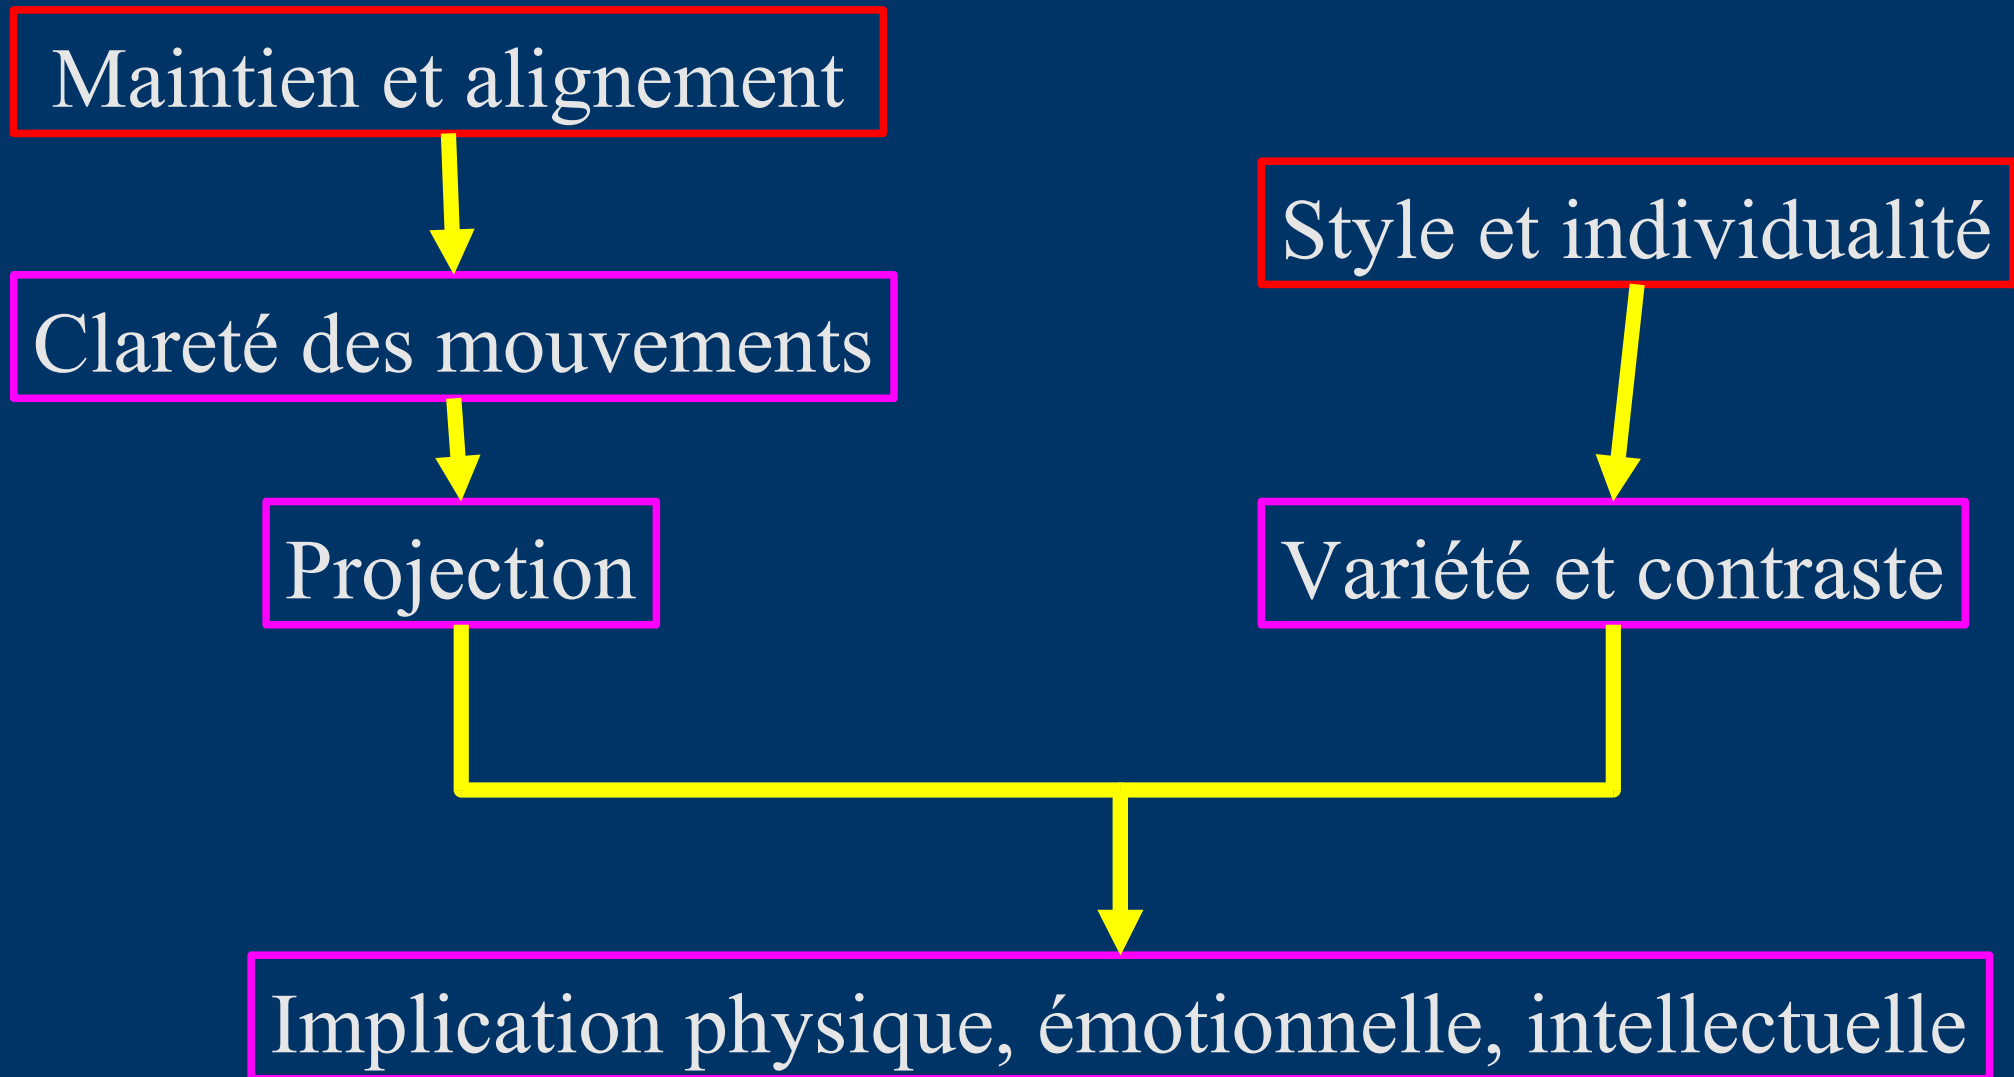 Maintien et alignement
Style et individualité
Clareté des mouvements
Projection
Variété et contraste
Implication physique, émotionnelle, intellectuelle